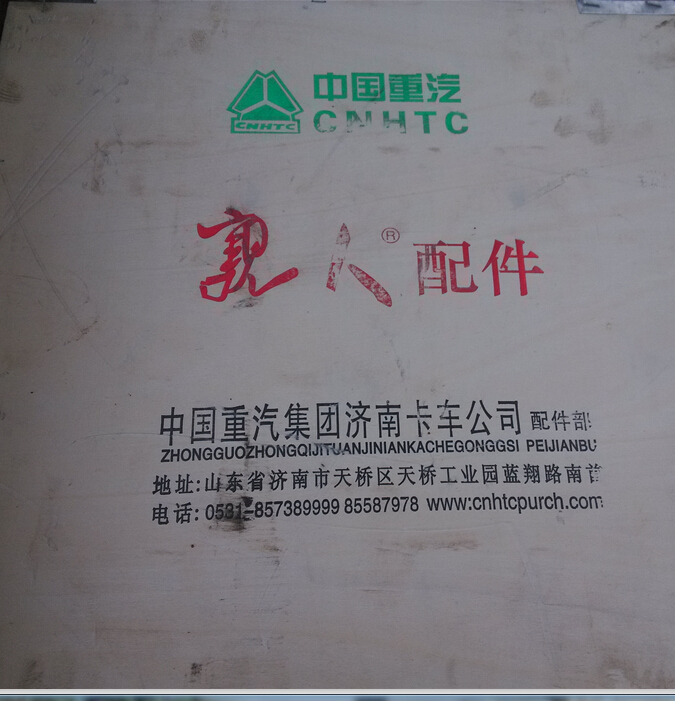 中国重汽
CNHTC CNHTC
亲人® 配件
中国重汽集团济南卡车公司 配件部
ZHONGGUOZHONGQIJITUANJINIANKACHEGONGGSI PEIJIANBU
地址:山东省济南市天桥区天桥工业园蓝翔路南首
电话: 0531-857389999 85587978 www.cnhtcpurch.com